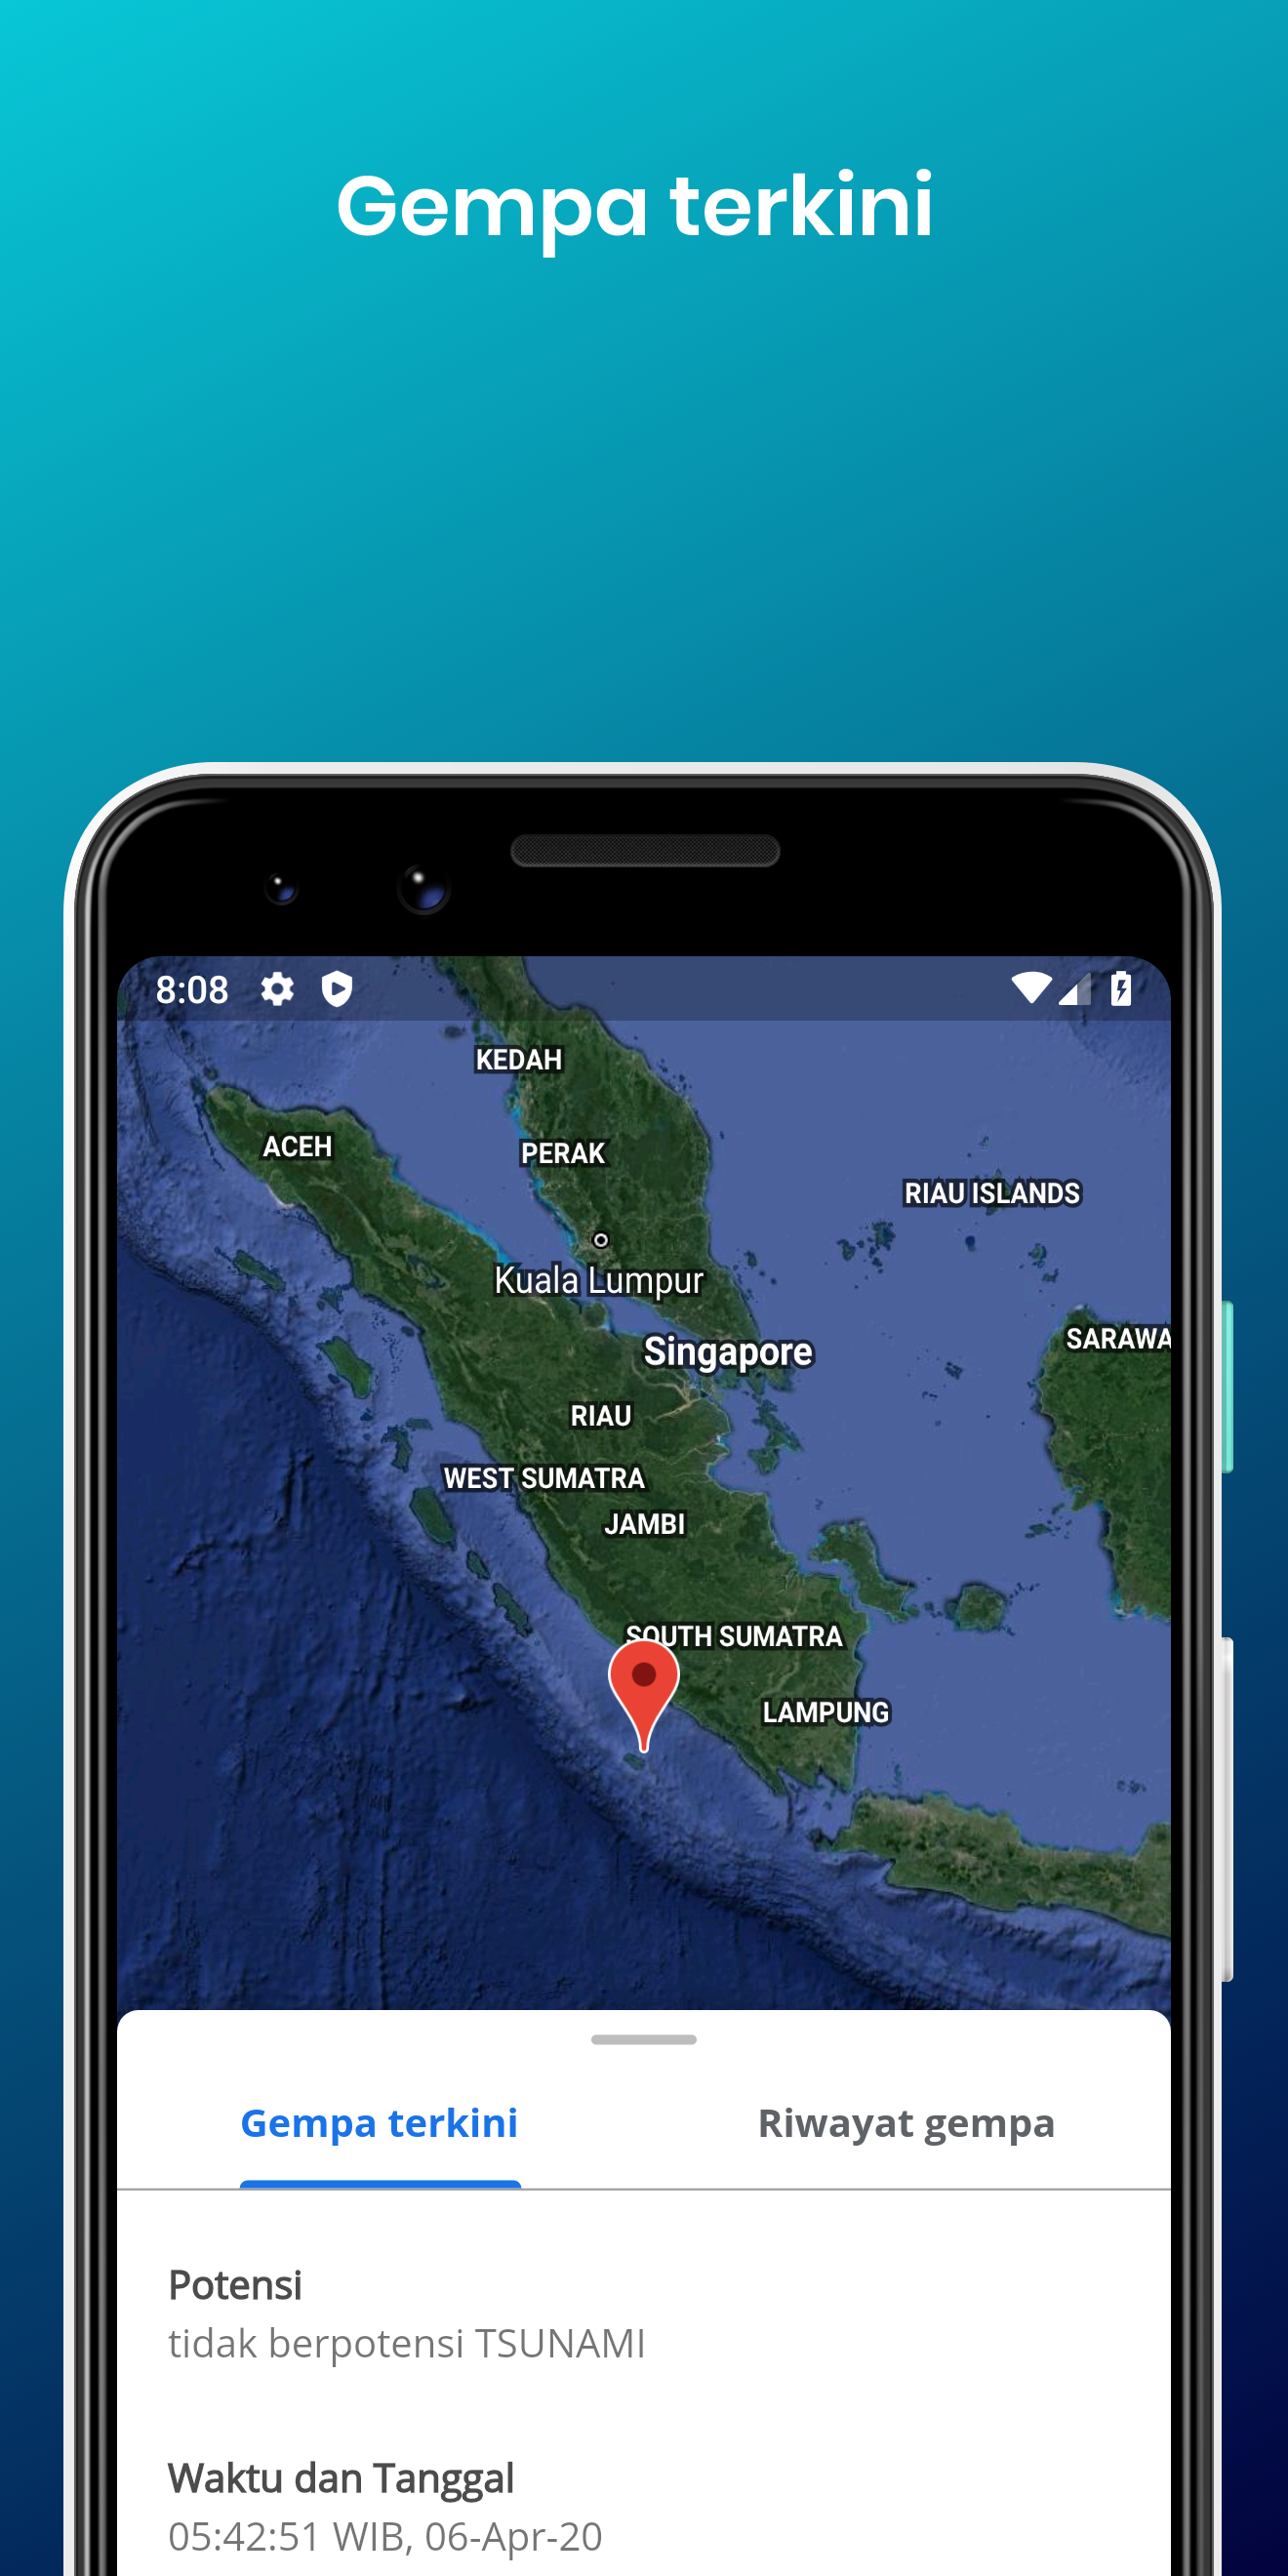 Gempa terkini
8:08
KEDAH
ACEH
PERAK
RIAU ISLANDS
Kuala Lumpur
Singapore
SARAWA
RIAU
WEST SUMATRA
JAMBI
SOUTH SUMATRA
LAMPUNG
Gempa terkini
Riwayat gempa
Potensi
tidak berpotensi TSUNAMI
Waktu dan Tanggal
05:42:51 WIB, 06-Apr-20